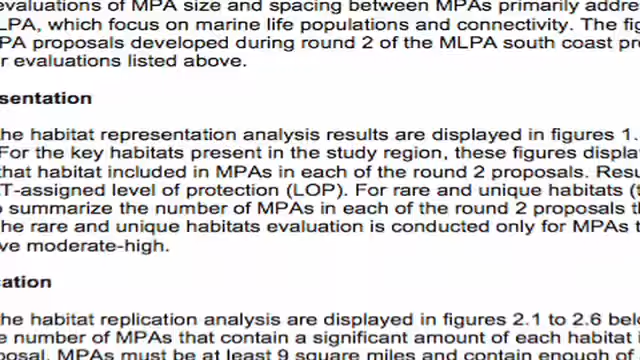 evaluations of MPA size and spacing between MPAs primarily addre
LPA, which focus on marine life populations and connectivity. The fig
PA proposals developed during round 2 of the MLPA south coast pr
r evaluations listed above.
sentation
the habitat representation analysis results are displayed in figures 1.
For the key habitats present in the study region, these figures displa
that habitat included in MPAs in each of the round 2 proposals. Resu
T-assigned level of protection (LOP). For rare and unique habitats (t
o summarize the number of MPAs in each of the round 2 proposals th
he rare and unique habitats evaluation is conducted only for MPAs t
ve moderate-high.
cation
the habitat replication analysis are displayed in figures 2.1 to 2.6 belo
e number of MPAs that contain a significant amount of each habitat i
posal. MPAs must be at least 9 square miles and contain enough of